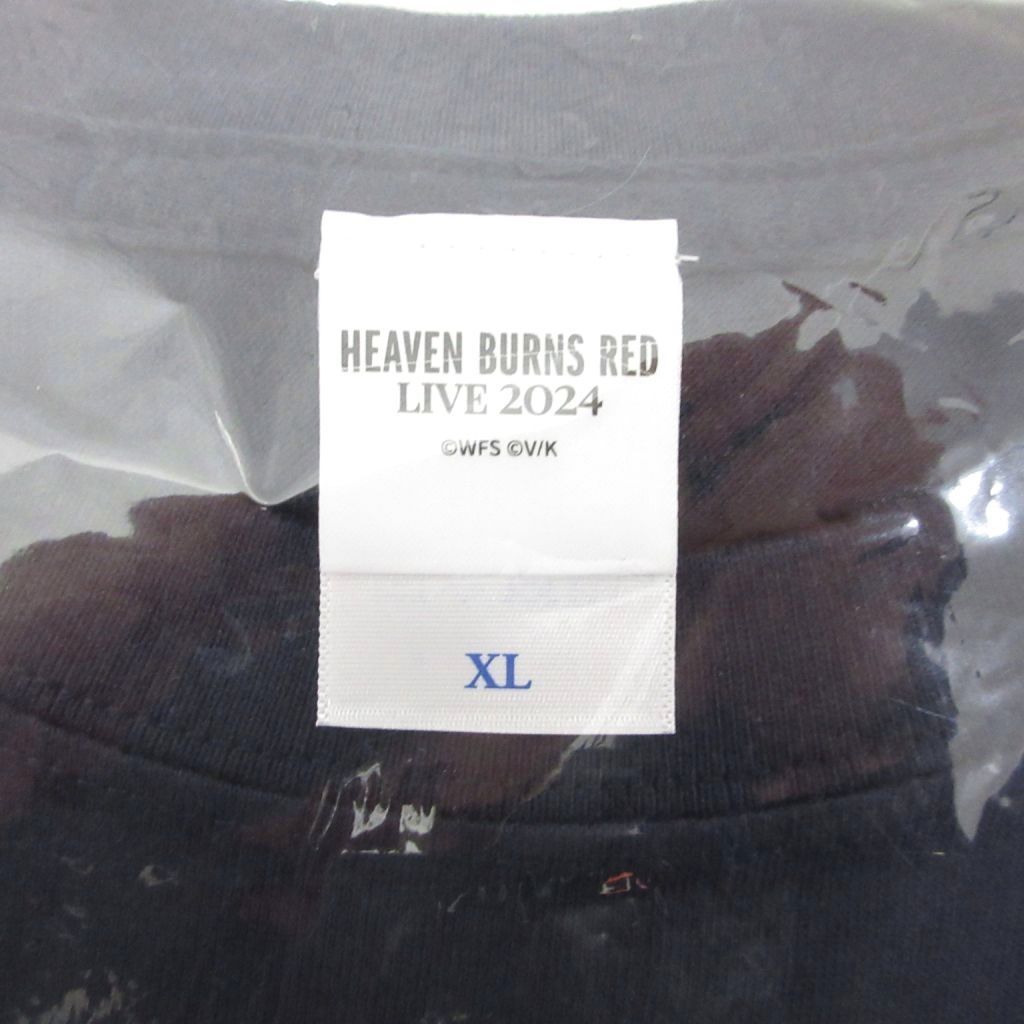 HEAVEN BURNS RED
LIVE 2024
©WFS ©V/K
XL